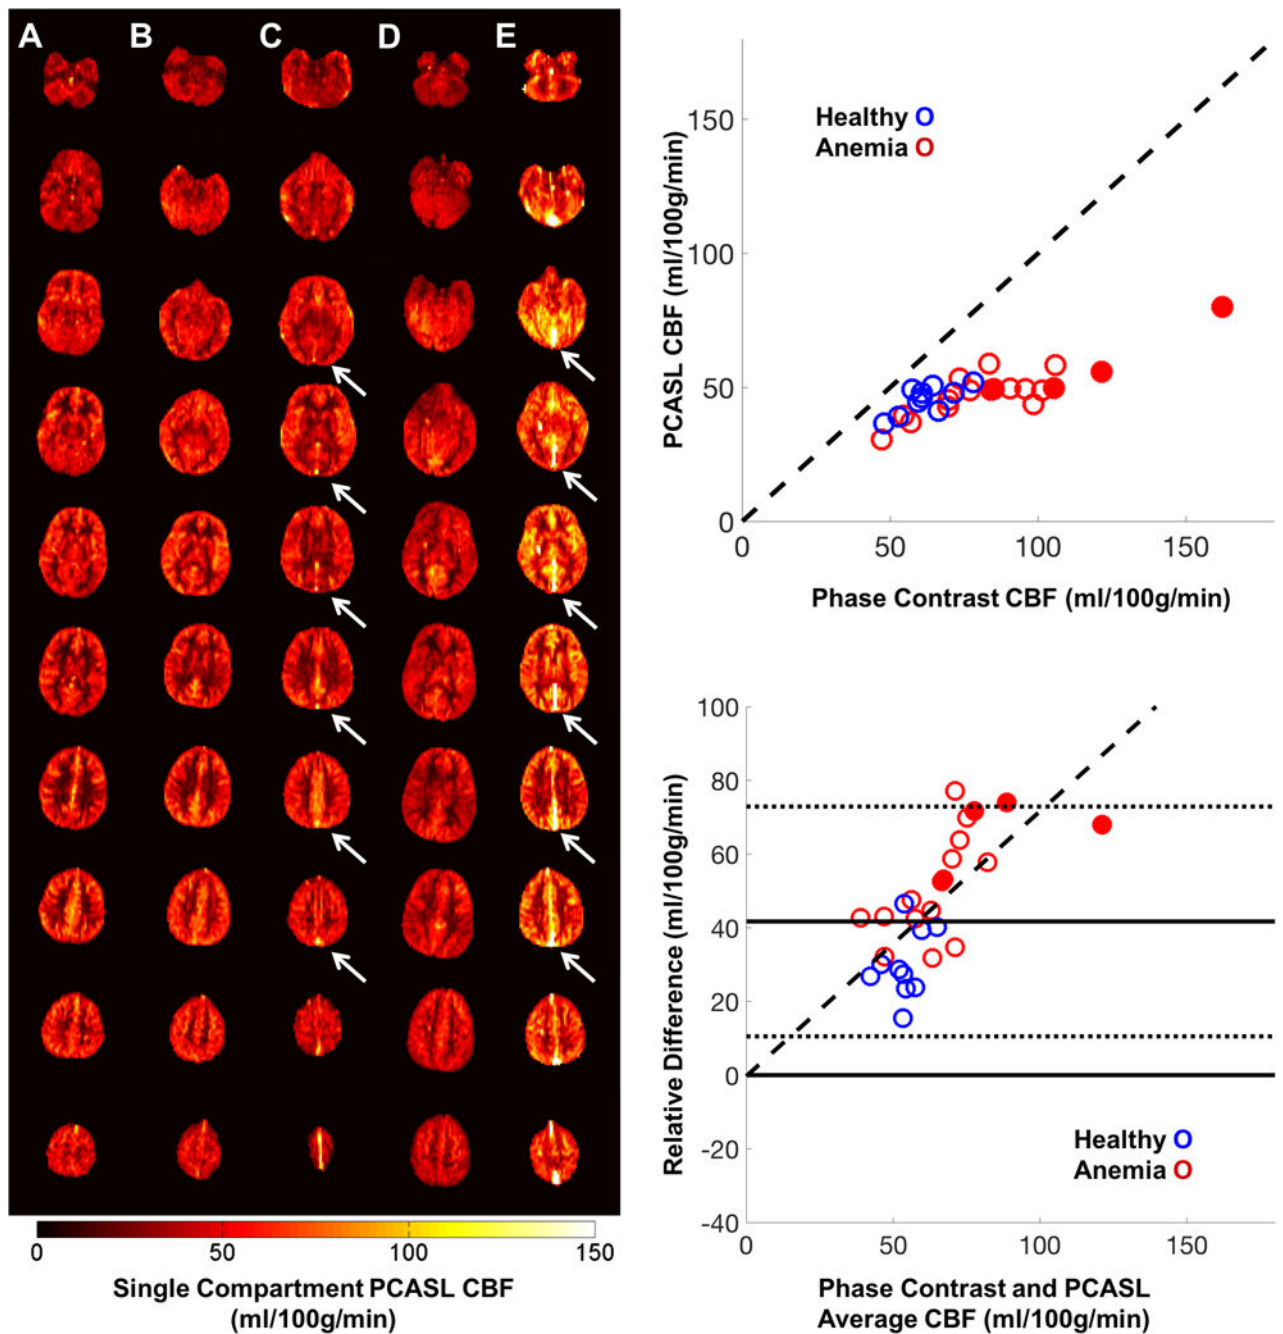 A B C D E
0 50 100 150
Single Compartment PCASL CBF
(ml/100g/min)
PCASL CBF (ml/100g/min)
150
100
50
0
Healthy
Anemia
0 50 100 150
Phase Contrast CBF (ml/100g/min)
Relative Difference (ml/100g/min)
100
80
60
40
20
0
-20
-40
Healthy
Anemia
0 50 100 150
Phase Contrast and PCASL
Average CBF (ml/100g/min)